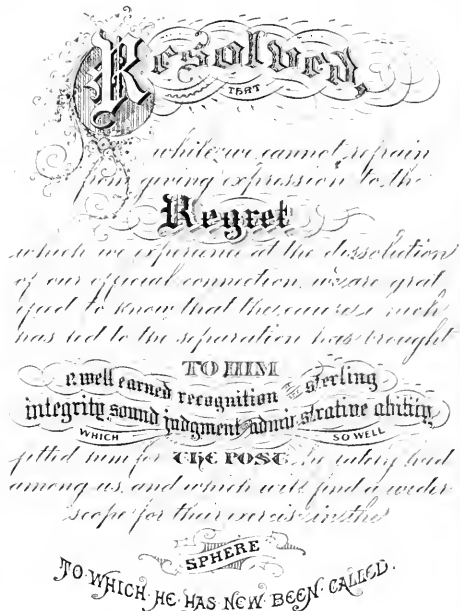 Resolved,
THAT
while we cannot refrain
from giving expression to the
Regret
which we experience at the dissolution
of our official connection, we are grat
ified to know that the cause which
has led to the separation has brought
TO HIM
a well earned recognition OF THE sterling
integrity, sound judgment administrative ability,
WHICH SO WELL
fitted him for THE POST he lately had
among us, and which will find a wider
scope for their exercise in the
SPHERE
TO WHICH HE HAS NEW BEEN CALLED.